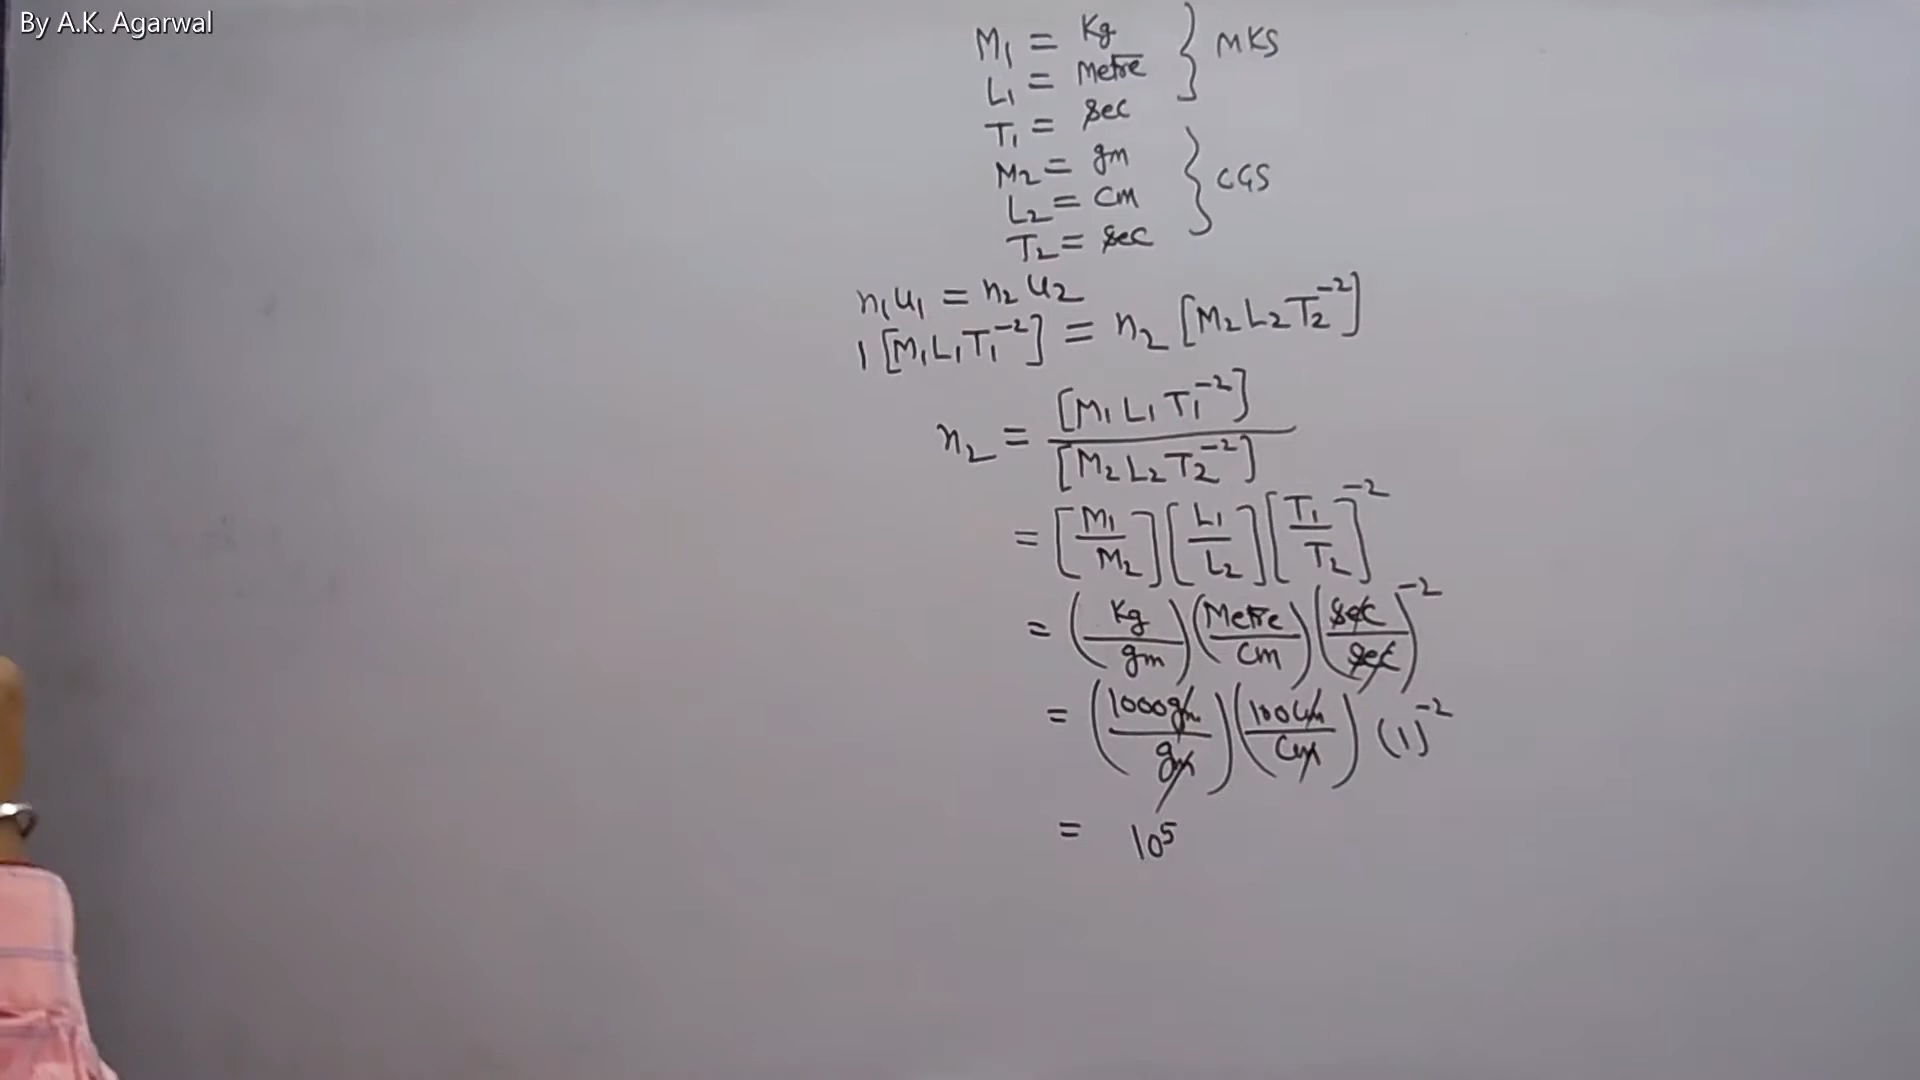 By A.K. Agarwal
M₁ = Kg
L₁ = Metre
T₁ = sec
} MKS
M₂ = gm
L₂ = cm
T₂ = sec
} CGS
n₁u₁ = n₂u₂
1 [M₁L₁T₁⁻²] = n₂ [M₂L₂T₂⁻²]
n₂ = [M₁L₁T₁⁻²] / [M₂L₂T₂⁻²]
= [M₁/M₂] [L₁/L₂] [T₁/T₂]⁻²
= (Kg/gm) (Metre/cm) (sec/sec)⁻²
= (1000gm/gm) (100cm/cm) (1)⁻²
= 10⁵